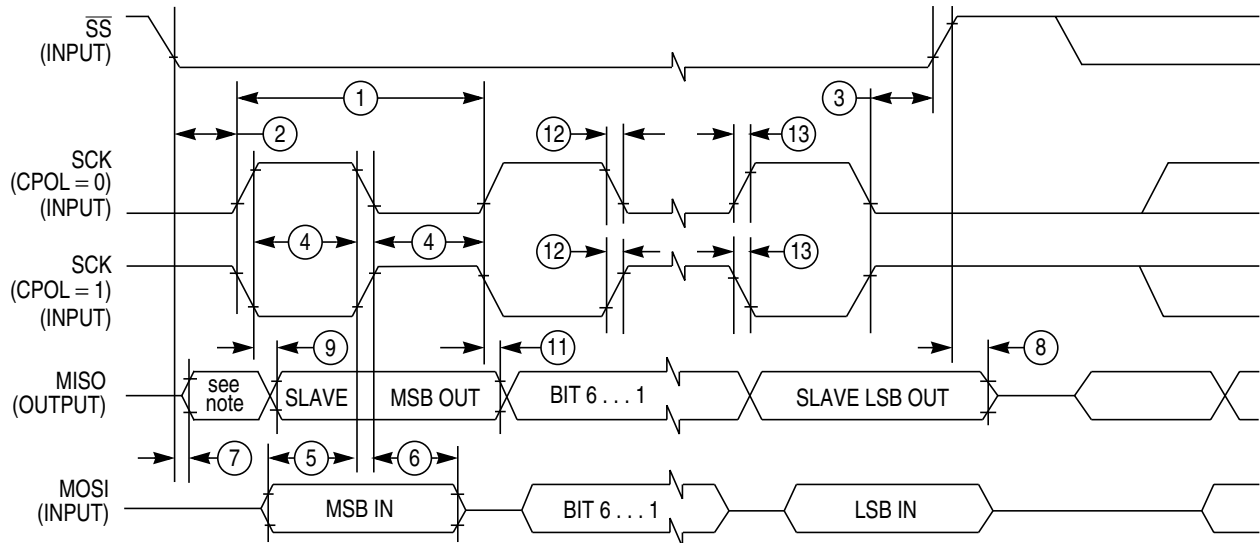 SS
(INPUT)
1
3
2
12
13
SCK
(CPOL = 0)
(INPUT)
4
4
12
13
SCK
(CPOL = 1)
(INPUT)
9
11
8
MISO
(OUTPUT)
see
note
SLAVE
MSB OUT
BIT 6 . . . 1
SLAVE LSB OUT
7
5
6
MOSI
(INPUT)
MSB IN
BIT 6 . . . 1
LSB IN